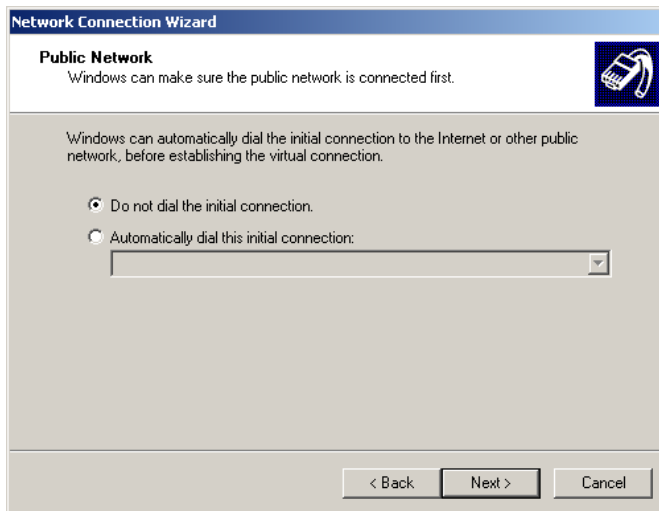 Network Connection Wizard
Public Network
Windows can make sure the public network is connected first.
Windows can automatically dial the initial connection to the Internet or other public
network, before establishing the virtual connection.
Do not dial the initial connection.
Automatically dial this initial connection:
< Back
Next >
Cancel